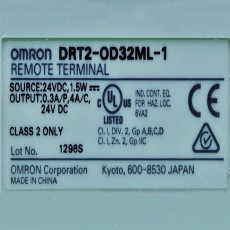 OMRON DRT2-OD32ML-1
REMOTE TERMINAL
SOURCE:24VDC, 1.5W
OUTPUT:0.3A/P,4A/C,
24V DC
IND. CONT. EQ.
FOR HAZ. LOC.
6VA2
CLASS 2 ONLY
Cl. I, DIV. 2, Gp A,B,C,D
Cl. I, Zn. 2, Gp IIC
Lot No. 1296S
OMRON Corporation Kyoto, 600-8530 JAPAN
MADE IN CHINA